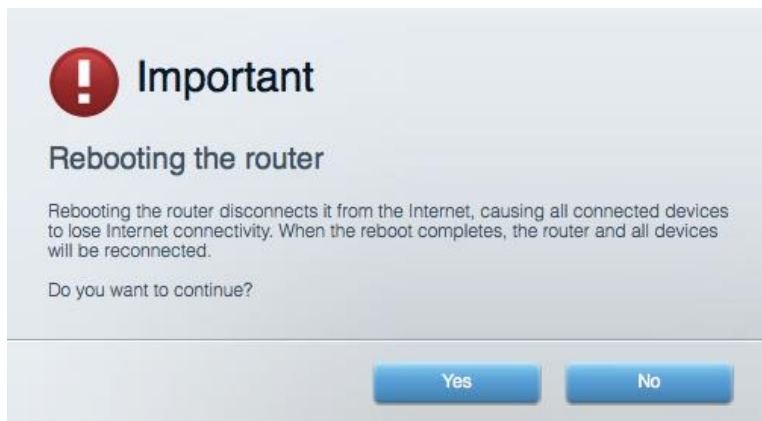 Important
Rebooting the router
Rebooting the router disconnects it from the Internet, causing all connected devices
to lose Internet connectivity. When the reboot completes, the router and all devices
will be reconnected.
Do you want to continue?
Yes
No